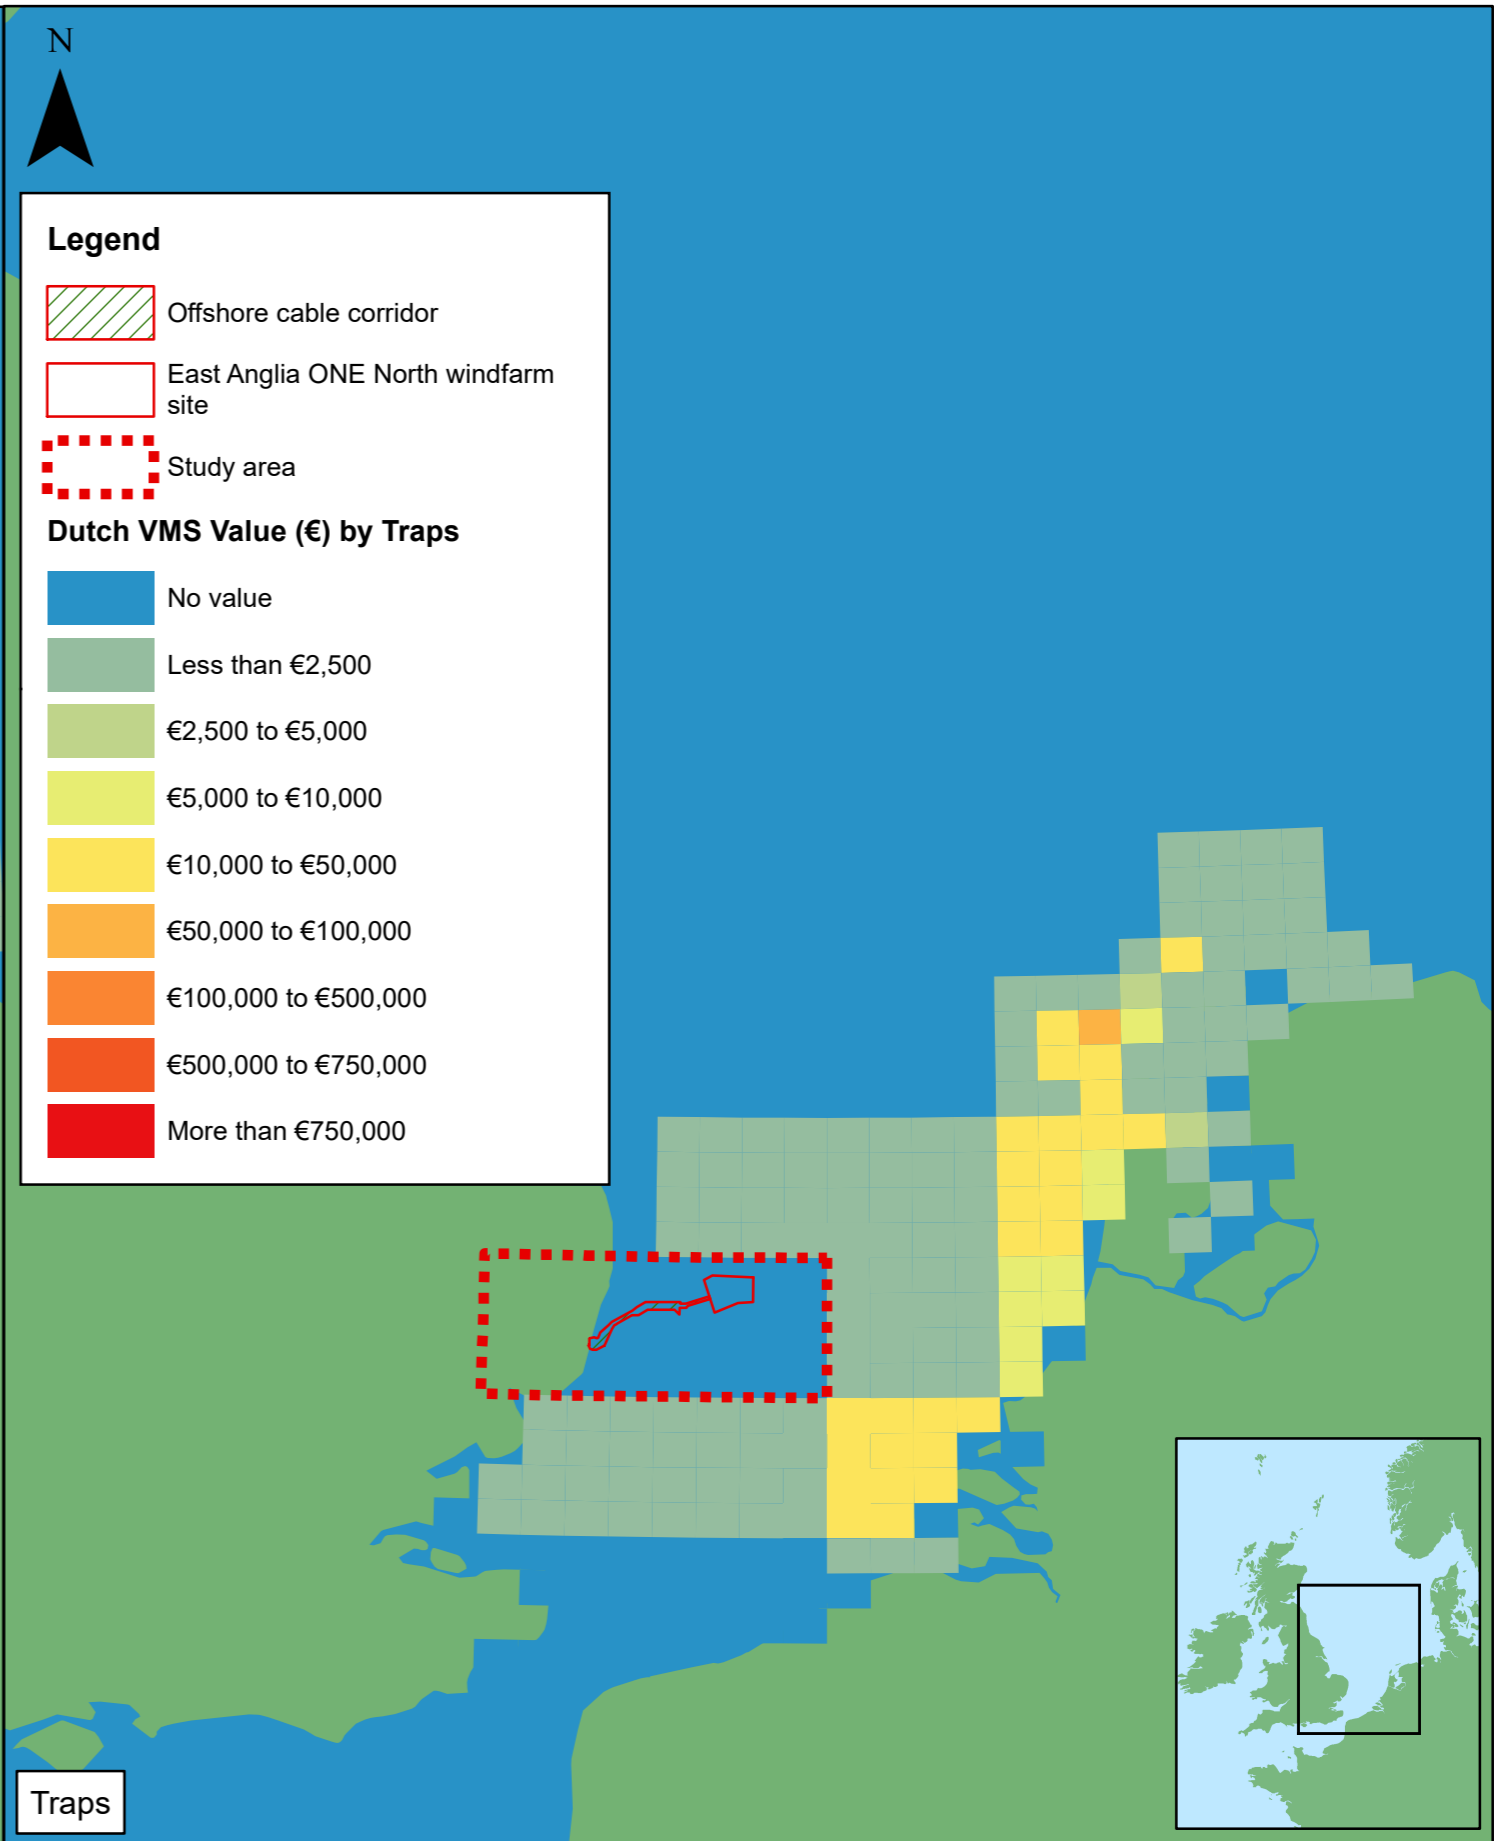 N
Legend
Offshore cable corridor
East Anglia ONE North windfarm
site
Study area
Dutch VMS Value (€) by Traps
No value
Less than €2,500
€2,500 to €5,000
€5,000 to €10,000
€10,000 to €50,000
€50,000 to €100,000
€100,000 to €500,000
€500,000 to €750,000
More than €750,000
Traps